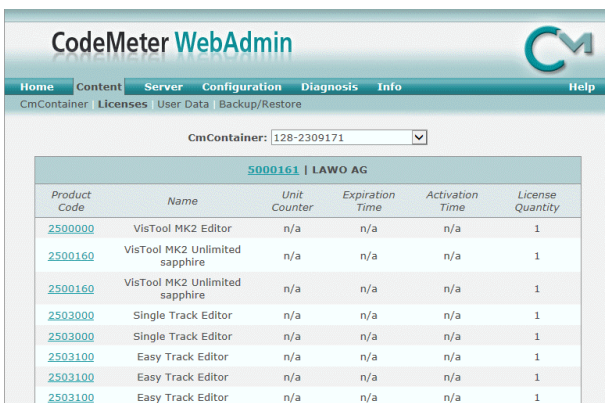 CodeMeter WebAdmin
CM
Home Content Server Configuration Diagnosis Info Help
CmContainer | Licenses | User Data | Backup/Restore
CmContainer: 128-2309171
5000161 | LAWO AG
Product Code Name Unit Counter Expiration Time Activation Time License Quantity
2500000 VisTool MK2 Editor n/a n/a n/a 1
2500160 VisTool MK2 Unlimited sapphire n/a n/a n/a 1
2500160 VisTool MK2 Unlimited sapphire n/a n/a n/a 1
2503000 Single Track Editor n/a n/a n/a 1
2503000 Single Track Editor n/a n/a n/a 1
2503100 Easy Track Editor n/a n/a n/a 1
2503100 Easy Track Editor n/a n/a n/a 1
2503100 Easy Track Editor n/a n/a n/a 1